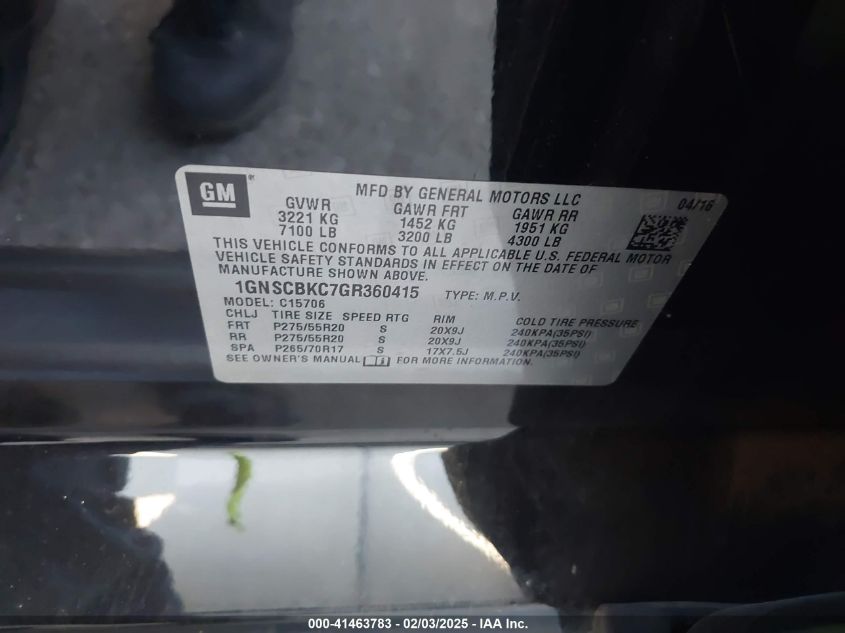 GM MFD BY GENERAL MOTORS LLC 04/16
GVWR GAWR FRT GAWR RR
3221 KG 1452 KG 1951 KG
7100 LB 3200 LB 4300 LB
THIS VEHICLE CONFORMS TO ALL APPLICABLE U.S. FEDERAL MOTOR
VEHICLE SAFETY STANDARDS IN EFFECT ON THE DATE OF
MANUFACTURE SHOWN ABOVE.
1GNSCBKC7GR360415 TYPE: M.P.V.
MODEL: C15706
CHLJ TIRE SIZE SPEED RTG RIM COLD TIRE PRESSURE
FRT P275/55R20 S 20X9J 240KPA(35PSI)
RR P275/55R20 S 20X9J 240KPA(35PSI)
SPA P265/70R17 S 17X7.5J 240KPA(35PSI)
SEE OWNER'S MANUAL FOR MORE INFORMATION.
000-41463783 - 02/03/2025 - IAA Inc.